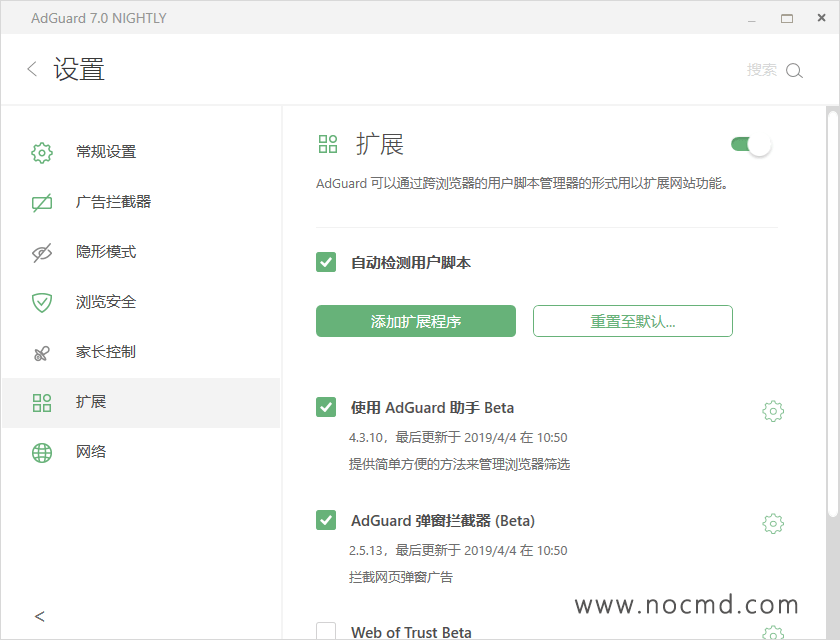 AdGuard 7.0 NIGHTLY
设置
搜索
常规设置
广告拦截器
隐形模式
浏览安全
家长控制
扩展
网络
扩展
AdGuard 可以通过跨浏览器的用户脚本管理器的形式用以扩展网站功能。
自动检测用户脚本
添加扩展程序
重置至默认...
使用 AdGuard 助手 Beta
4.3.10，最后更新于 2019/4/4 在 10:50
提供简单方便的方法来管理浏览器筛选
AdGuard 弹窗拦截器 (Beta)
2.5.13，最后更新于 2019/4/4 在 10:50
拦截网页弹窗广告
www.nocmd.com
Web of Trust Beta